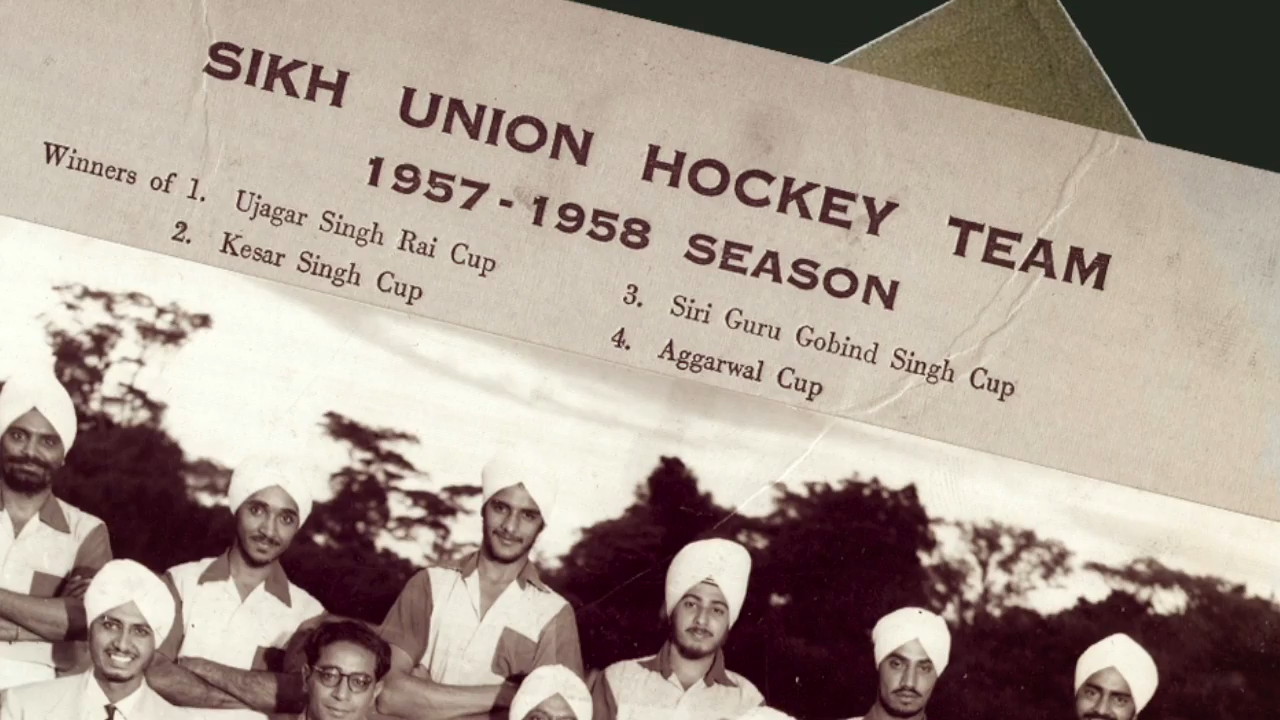 SIKH UNION HOCKEY TEAM
1957-1958 SEASON
Winners of 1. Ujagar Singh Rai Cup
2. Kesar Singh Cup
3. Siri Guru Gobind Singh Cup
4. Aggarwal Cup